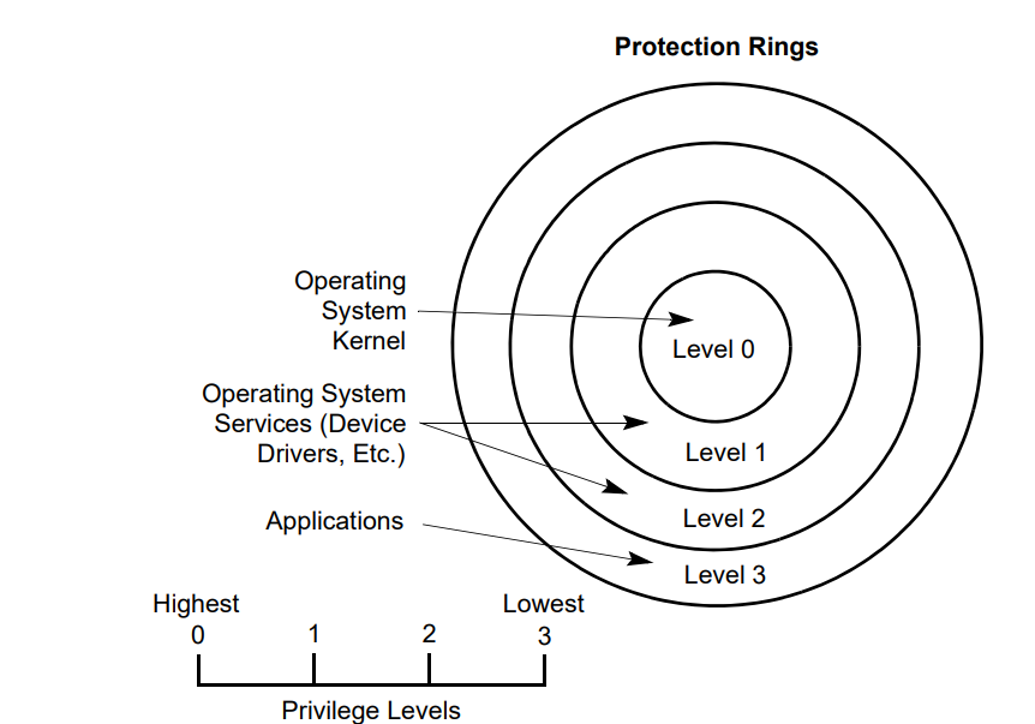 Protection Rings
Operating
System
Kernel
Level 0
Operating System
Services (Device
Drivers, Etc.)
Level 1
Level 2
Applications
Level 3
Highest
Lowest
0
1
2
3
Privilege Levels